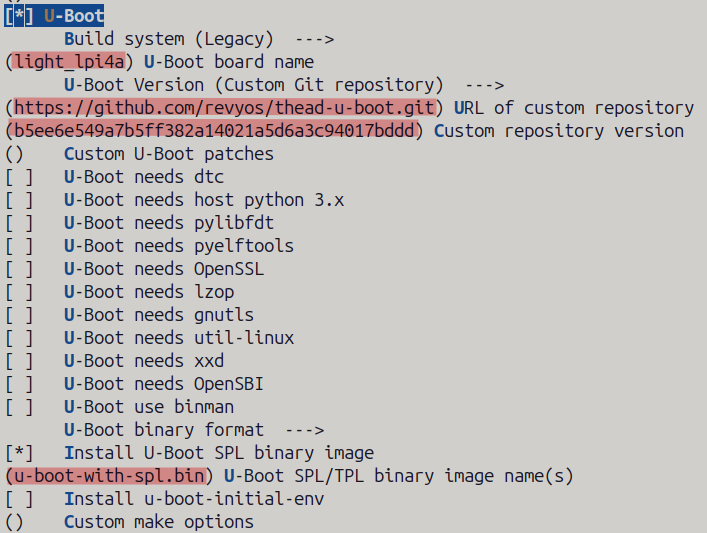 [*] U-Boot
Build system (Legacy)  --->
(light_lpi4a) U-Boot board name
U-Boot Version (Custom Git repository)  --->
(https://github.com/revyos/thead-u-boot.git) URL of custom repository
(b5ee6e549a7b5ff382a14021a5d6a3c94017bddd) Custom repository version
()    Custom U-Boot patches
[ ]   U-Boot needs dtc
[ ]   U-Boot needs host python 3.x
[ ]   U-Boot needs pylibfdt
[ ]   U-Boot needs pyelftools
[ ]   U-Boot needs OpenSSL
[ ]   U-Boot needs lzop
[ ]   U-Boot needs gnutls
[ ]   U-Boot needs util-linux
[ ]   U-Boot needs xxd
[ ]   U-Boot needs OpenSBI
[ ]   U-Boot use binman
U-Boot binary format  --->
[*]   Install U-Boot SPL binary image
(u-boot-with-spl.bin) U-Boot SPL/TPL binary image name(s)
[ ]   Install u-boot-initial-env
()    Custom make options